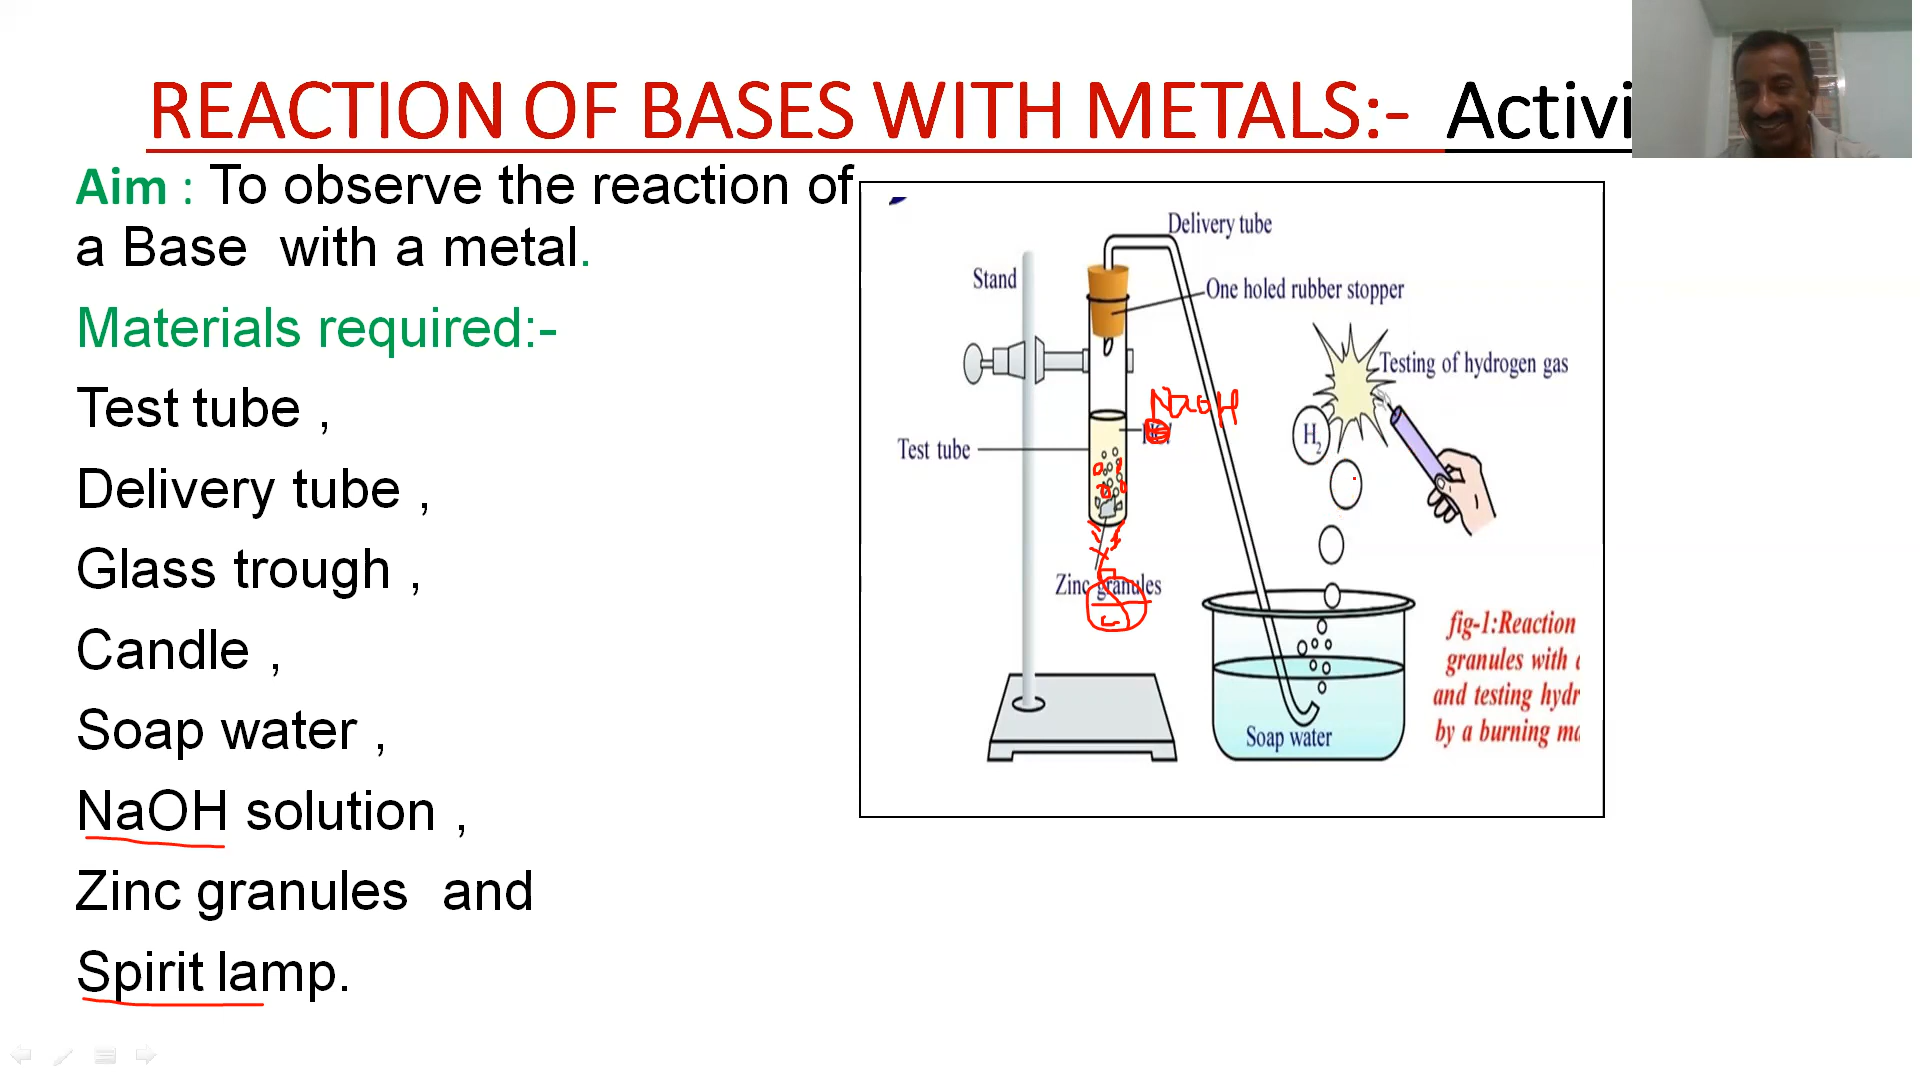 REACTION OF BASES WITH METALS:- Activi
Aim : To observe the reaction of
a Base with a metal.
Materials required:-
Test tube ,
Delivery tube ,
Glass trough ,
Candle ,
Soap water ,
NaOH solution ,
Zinc granules and
Spirit lamp.
Delivery tube
Stand
One holed rubber stopper
Testing of hydrogen gas
NaOH
H2
Test tube
Zinc granules
Soap water
fig-1:Reaction
granules with
and testing hydr
by a burning ma